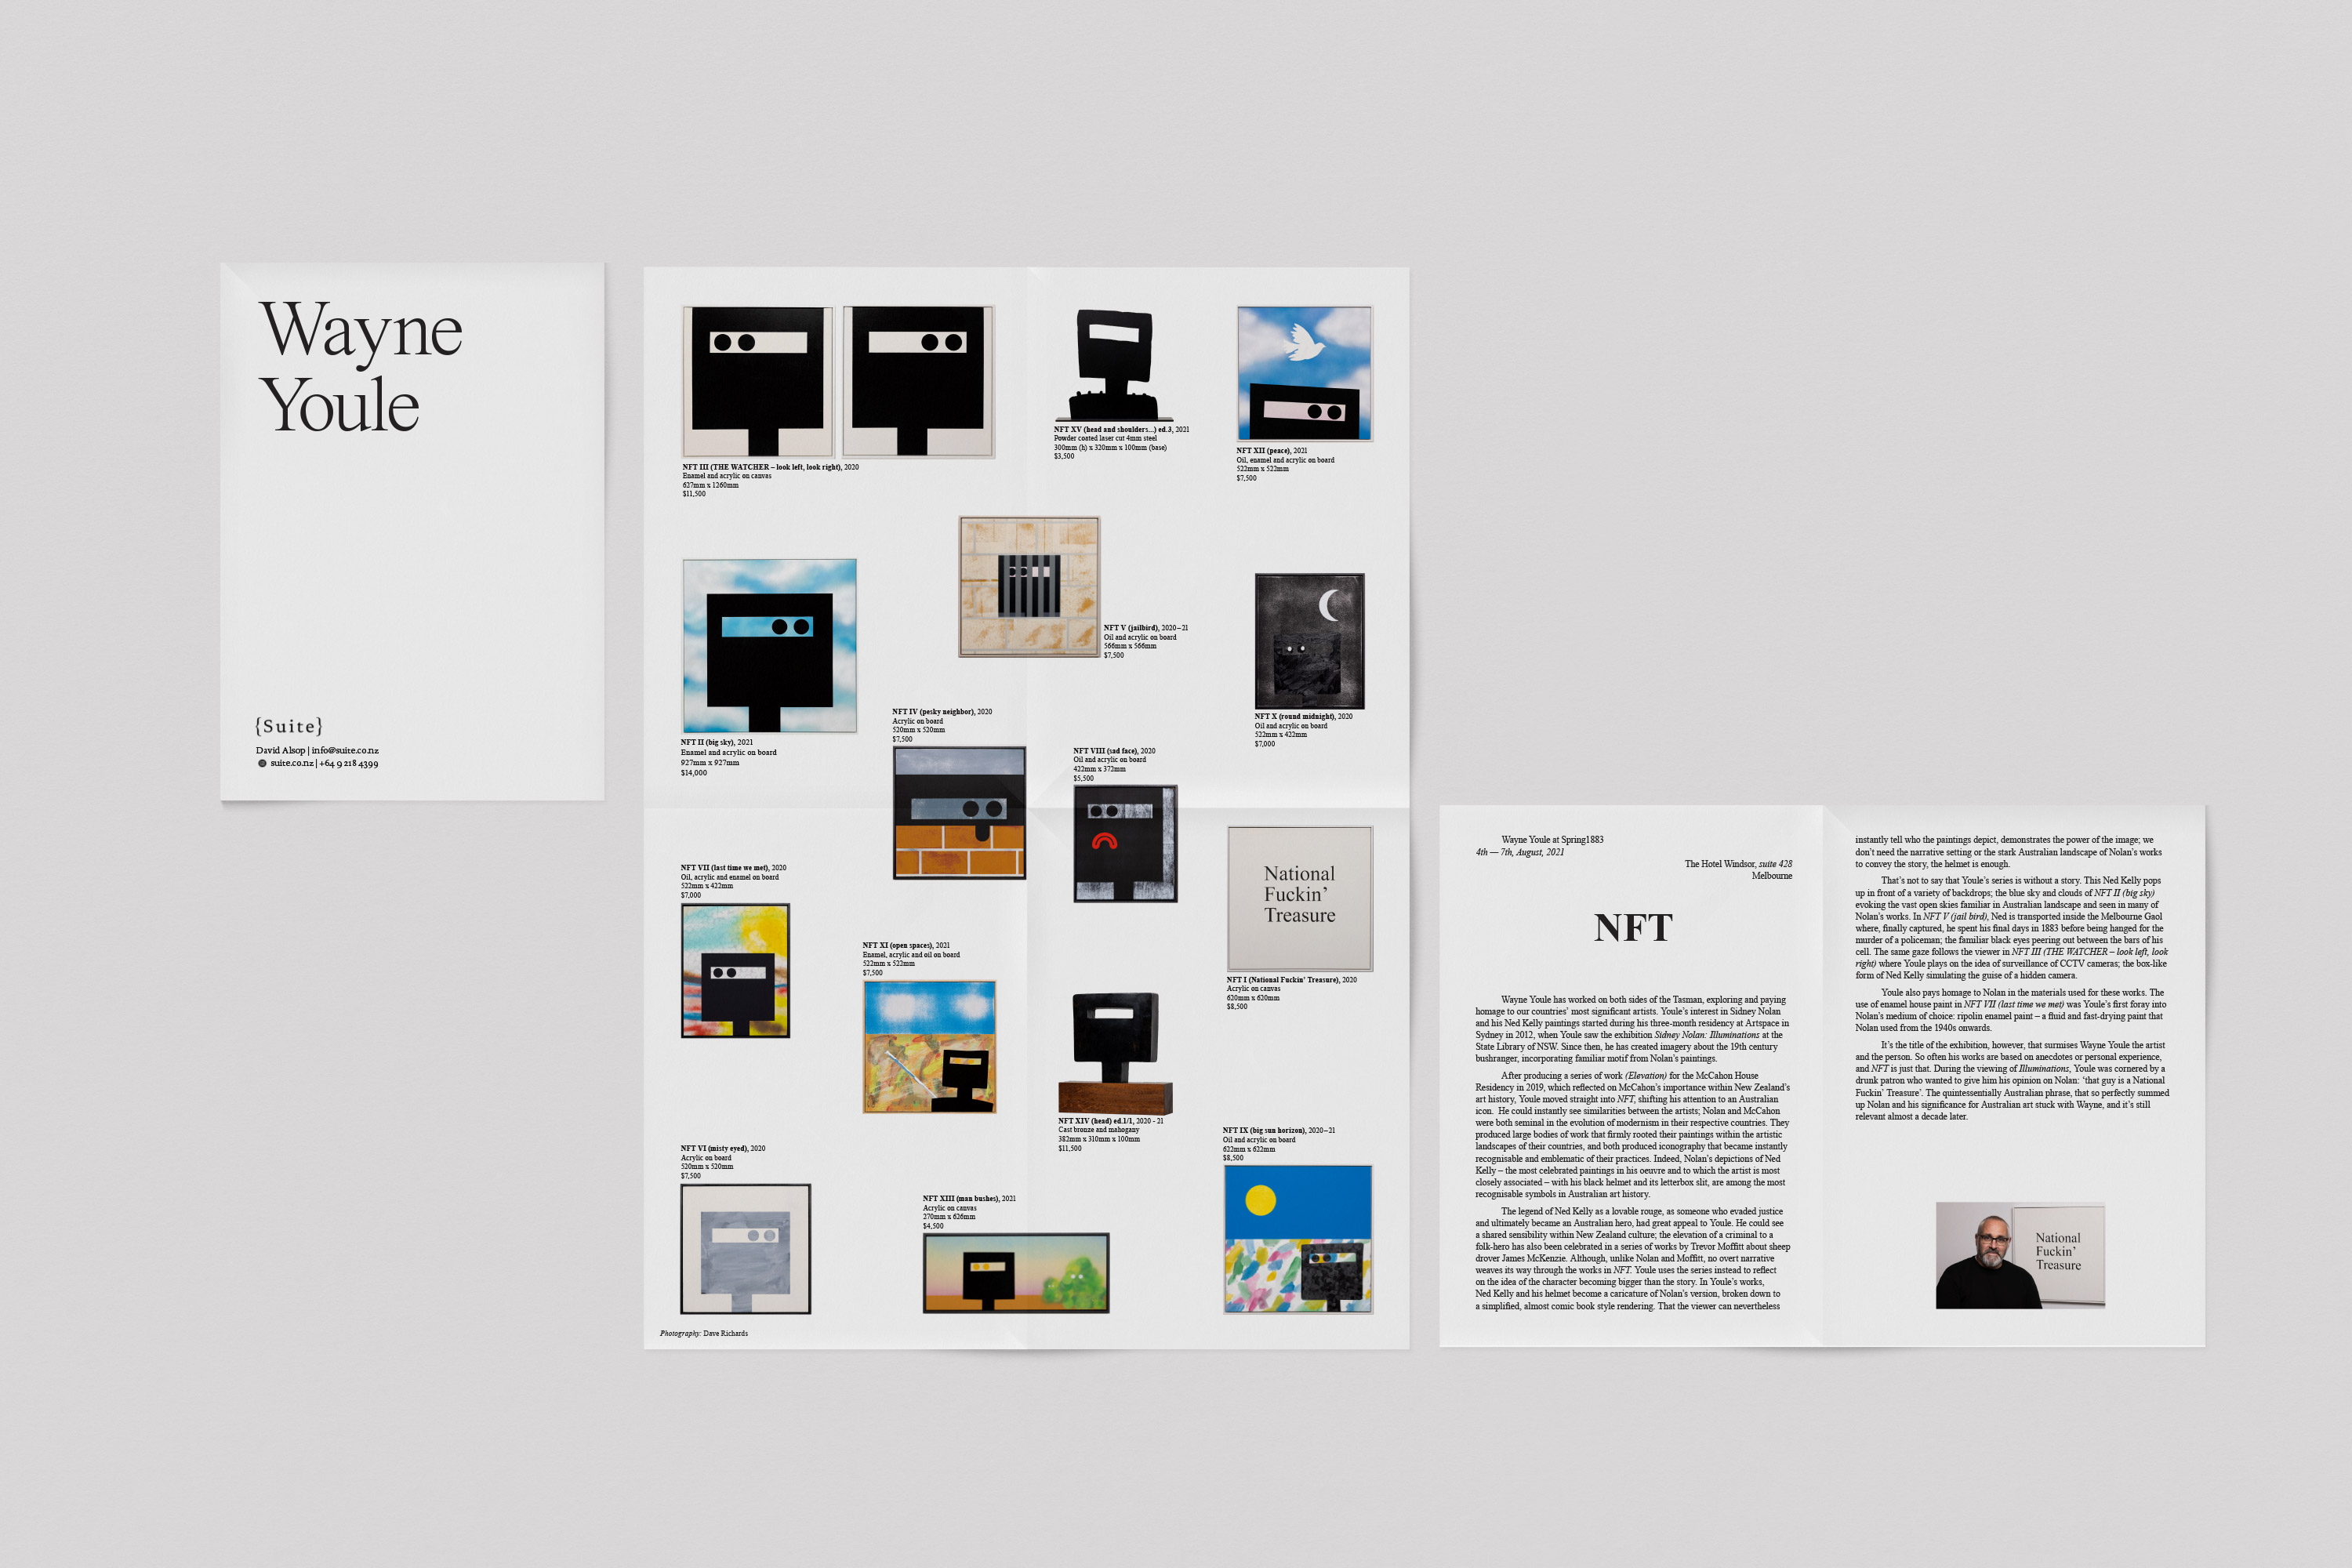 Wayne
Youle
{Suite}
David Alsop | info@suite.co.nz
suite.co.nz | +64 9 218 4399
NFT III (THE WATCHER – look left, look right), 2020
Enamel and acrylic on canvas
627mm x 1260mm
$11,500
NFT XV (head and shoulders...) ed.3, 2021
Powder coated laser cut 4mm steel
300mm (h) x 320mm x 100mm (base)
$3,500
NFT XII (peace), 2021
Oil, enamel and acrylic on board
522mm x 522mm
$7,500
NFT II (big sky), 2021
Enamel and acrylic on board
927mm x 927mm
$14,000
NFT V (jailbird), 2020–21
Oil and acrylic on board
566mm x 566mm
$7,500
NFT X (round midnight), 2020
Oil and acrylic on board
522mm x 422mm
$7,000
NFT IV (pesky neighbor), 2020
Acrylic on board
520mm x 520mm
$7,500
NFT VIII (sad face), 2020
Oil and acrylic on board
422mm x 372mm
$5,500
National
Fuckin’
Treasure
NFT I (National Fuckin’ Treasure), 2020
Acrylic on canvas
620mm x 620mm
$8,500
NFT VII (last time we met), 2020
Oil, acrylic and enamel on board
522mm x 422mm
$7,000
NFT XI (open spaces), 2021
Enamel, acrylic and oil on board
522mm x 522mm
$7,500
NFT XIV (head) ed.1/1, 2020 - 21
Cast bronze and mahogany
382mm x 310mm x 100mm
$11,500
NFT IX (big sun horizon), 2020–21
Oil and acrylic on board
622mm x 622mm
$8,500
NFT VI (misty eyed), 2020
Acrylic on board
520mm x 520mm
$7,500
NFT XIII (man bushes), 2021
Acrylic on canvas
270mm x 626mm
$4,500
Photography: Dave Richards
Wayne Youle at Spring1883
4th — 7th, August, 2021
The Hotel Windsor, suite 428
Melbourne
NFT
Wayne Youle has worked on both sides of the Tasman, exploring and paying
homage to our countries’ most significant artists. Youle’s interest in Sidney Nolan
and his Ned Kelly paintings started during his three-month residency at Artspace in
Sydney in 2012, when Youle saw the exhibition Sidney Nolan: Illuminations at the
State Library of NSW. Since then, he has created imagery about the 19th century
bushranger, incorporating familiar motif from Nolan’s paintings.
After producing a series of work (Elevation) for the McCahon House
Residency in 2019, which reflected on McCahon’s importance within New Zealand’s
art history, Youle moved straight into NFT, shifting his attention to an Australian
icon. He could instantly see similarities between the artists; Nolan and McCahon
were both seminal in the evolution of modernism in their respective countries. They
produced large bodies of work that firmly rooted their paintings within the artistic
landscapes of their countries, and both produced iconography that became instantly
recognisable and emblematic of their practices. Indeed, Nolan’s depictions of Ned
Kelly – the most celebrated paintings in his oeuvre and to which the artist is most
closely associated – with his black helmet and its letterbox slit, are among the most
recognisable symbols in Australian art history.
The legend of Ned Kelly as a lovable rouge, as someone who evaded justice
and ultimately became an Australian hero, had great appeal to Youle. He could see
a shared sensibility within New Zealand culture; the elevation of a criminal to a
folk-hero has also been celebrated in a series of works by Trevor Moffitt about sheep
drover James McKenzie. Although, unlike Nolan and Moffitt, no overt narrative
weaves its way through the works in NFT. Youle uses the series instead to reflect
on the idea of the character becoming bigger than the story. In Youle’s works,
Ned Kelly and his helmet become a caricature of Nolan’s version, broken down to
a simplified, almost comic book style rendering. That the viewer can nevertheless
instantly tell who the paintings depict, demonstrates the power of the image; we
don’t need the narrative setting or the stark Australian landscape of Nolan’s works
to convey the story, the helmet is enough.
That’s not to say that Youle’s series is without a story. This Ned Kelly pops
up in front of a variety of backdrops; the blue sky and clouds of NFT II (big sky)
evoking the vast open skies familiar in Australian landscape and seen in many of
Nolan’s works. In NFT V (jail bird), Ned is transported inside the Melbourne Gaol
where, finally captured, he spent his final days in 1883 before being hanged for the
murder of a policeman; the familiar black eyes peering out between the bars of his
cell. The same gaze follows the viewer in NFT III (THE WATCHER – look left, look
right) where Youle plays on the idea of surveillance of CCTV cameras; the box-like
form of Ned Kelly simulating the guise of a hidden camera.
Youle also pays homage to Nolan in the materials used for these works. The
use of enamel house paint in NFT VII (last time we met) was Youle’s first foray into
Nolan’s medium of choice: ripolin enamel paint – a fluid and fast-drying paint that
Nolan used from the 1940s onwards.
It’s the title of the exhibition, however, that surmises Wayne Youle the artist
and the person. So often his works are based on anecdotes or personal experience,
and NFT is just that. During the viewing of Illuminations, Youle was cornered by a
drunk patron who wanted to give him his opinion on Nolan: ‘that guy is a National
Fuckin’ Treasure’. The quintessentially Australian phrase, that so perfectly summed
up Nolan and his significance for Australian art stuck with Wayne, and it’s still
relevant almost a decade later.
National
Fuckin’
Treasure